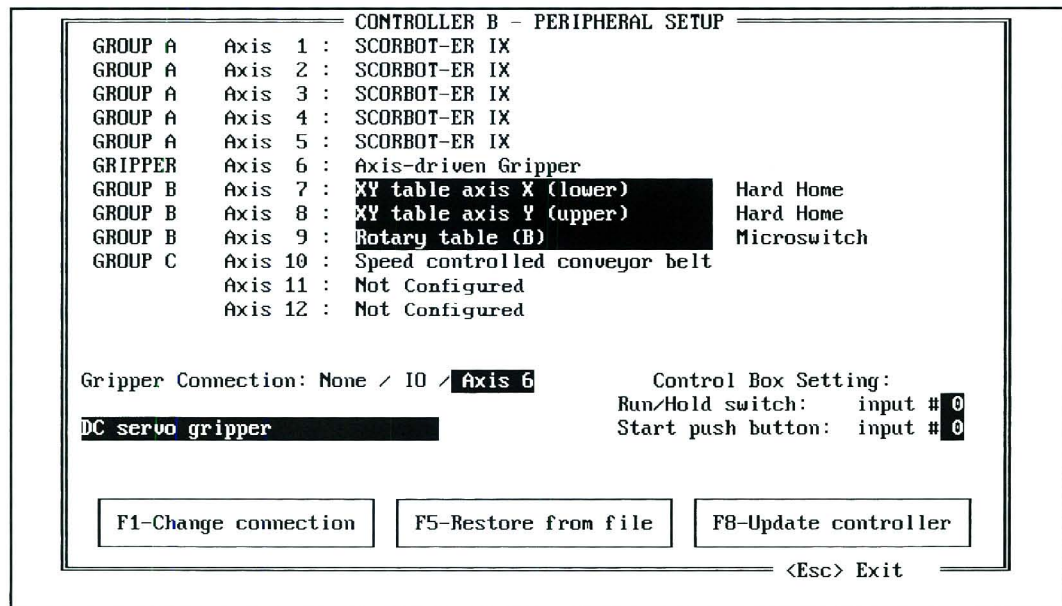 CONTROLLER B - PERIPHERAL SETUP
GROUP A Axis 1 : SCORBOT-ER IX
GROUP A Axis 2 : SCORBOT-ER IX
GROUP A Axis 3 : SCORBOT-ER IX
GROUP A Axis 4 : SCORBOT-ER IX
GROUP A Axis 5 : SCORBOT-ER IX
GRIPPER Axis 6 : Axis-driven Gripper
GROUP B Axis 7 : XY table axis X (lower) Hard Home
GROUP B Axis 8 : XY table axis Y (upper) Hard Home
GROUP B Axis 9 : Rotary table (B) Microswitch
GROUP C Axis 10 : Speed controlled conveyor belt
Axis 11 : Not Configured
Axis 12 : Not Configured
Gripper Connection: None / IO / Axis 6 Control Box Setting:
Run/Hold switch: input # 0
DC servo gripper Start push button: input # 0
F1-Change connection F5-Restore from file F8-Update controller
<Esc> Exit